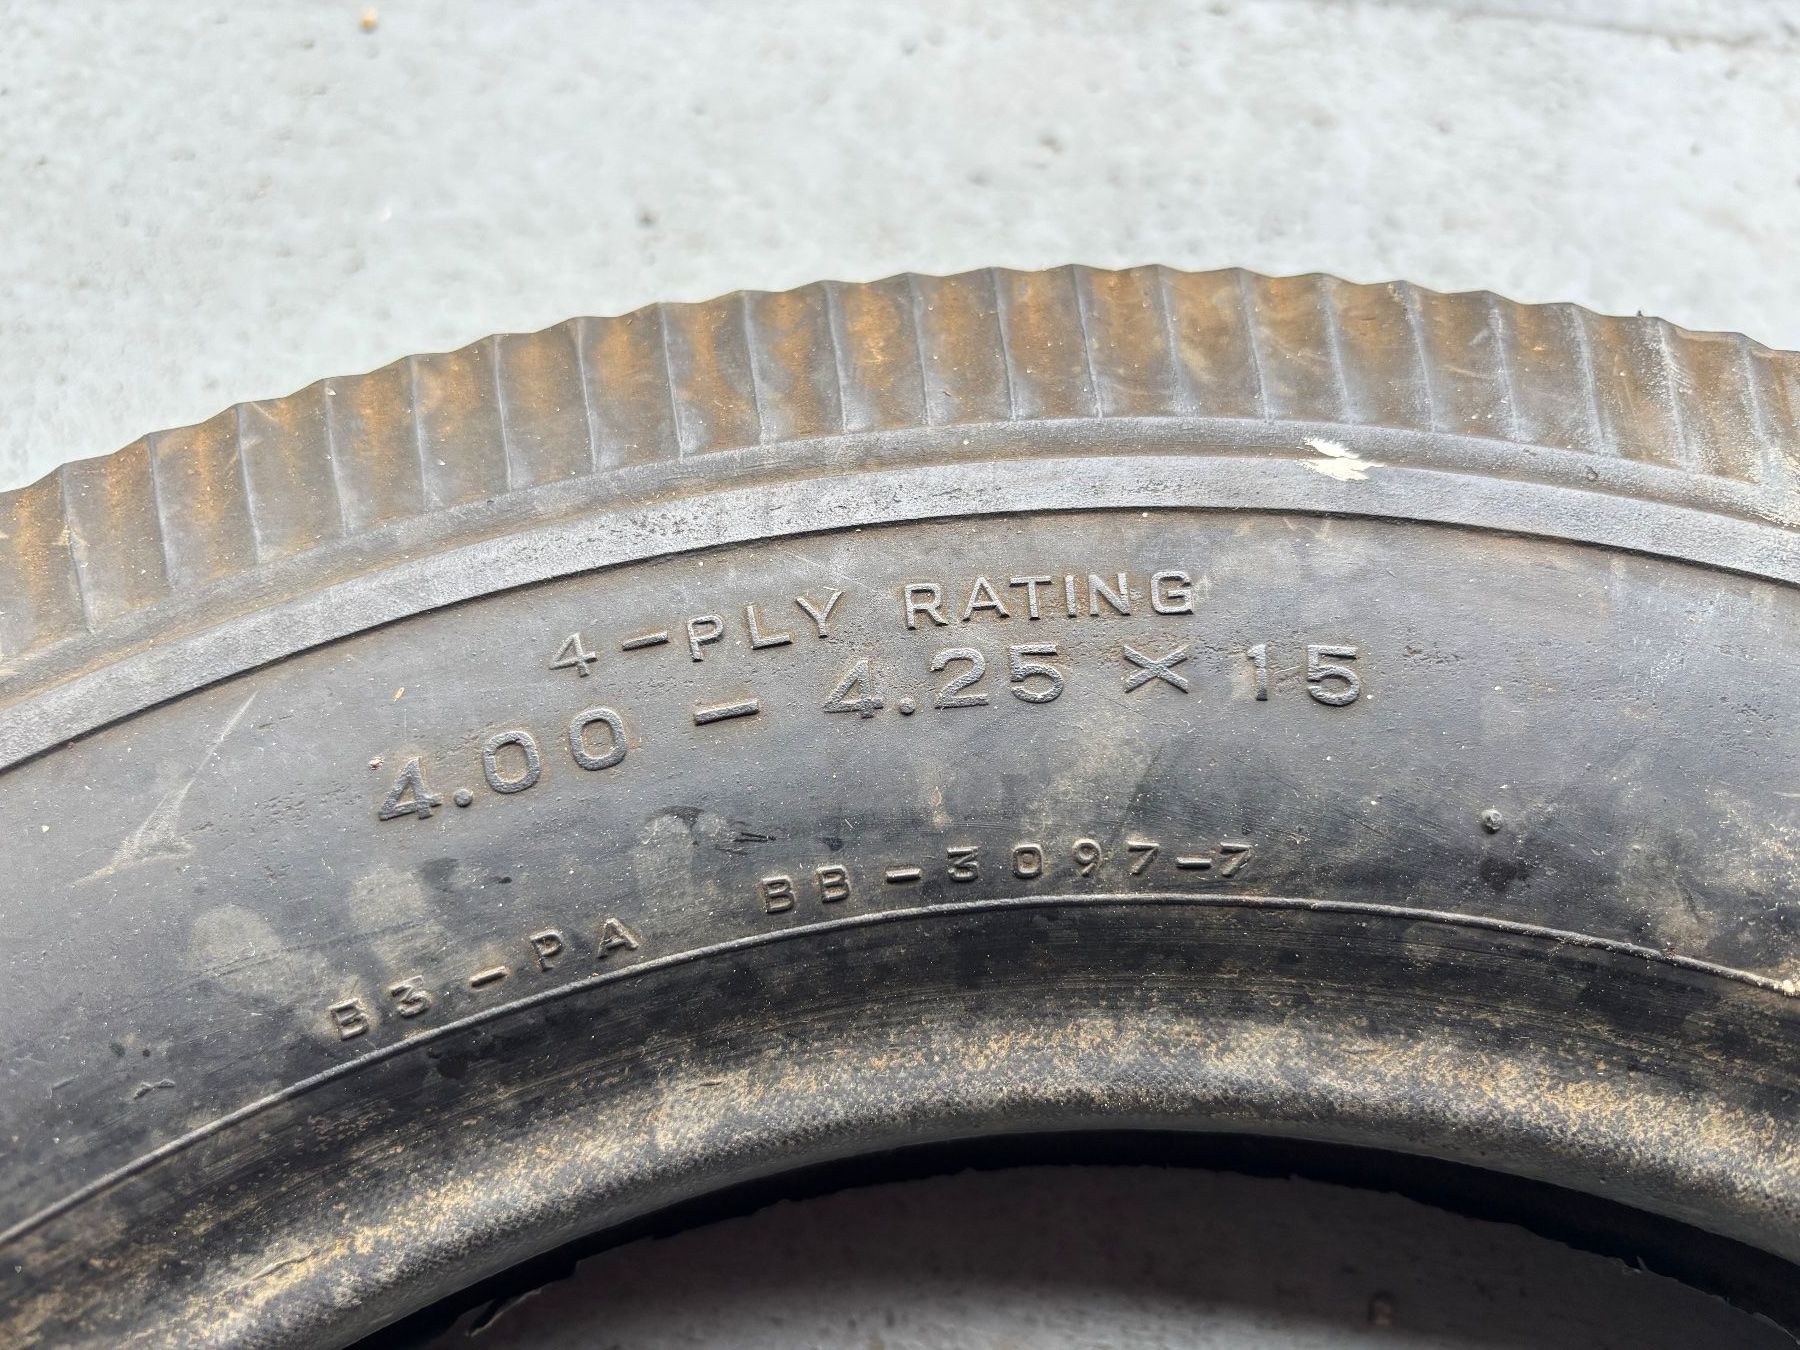 4-PLY RATING
4.00 - 4.25 × 15
B3-PA BB-3097-7